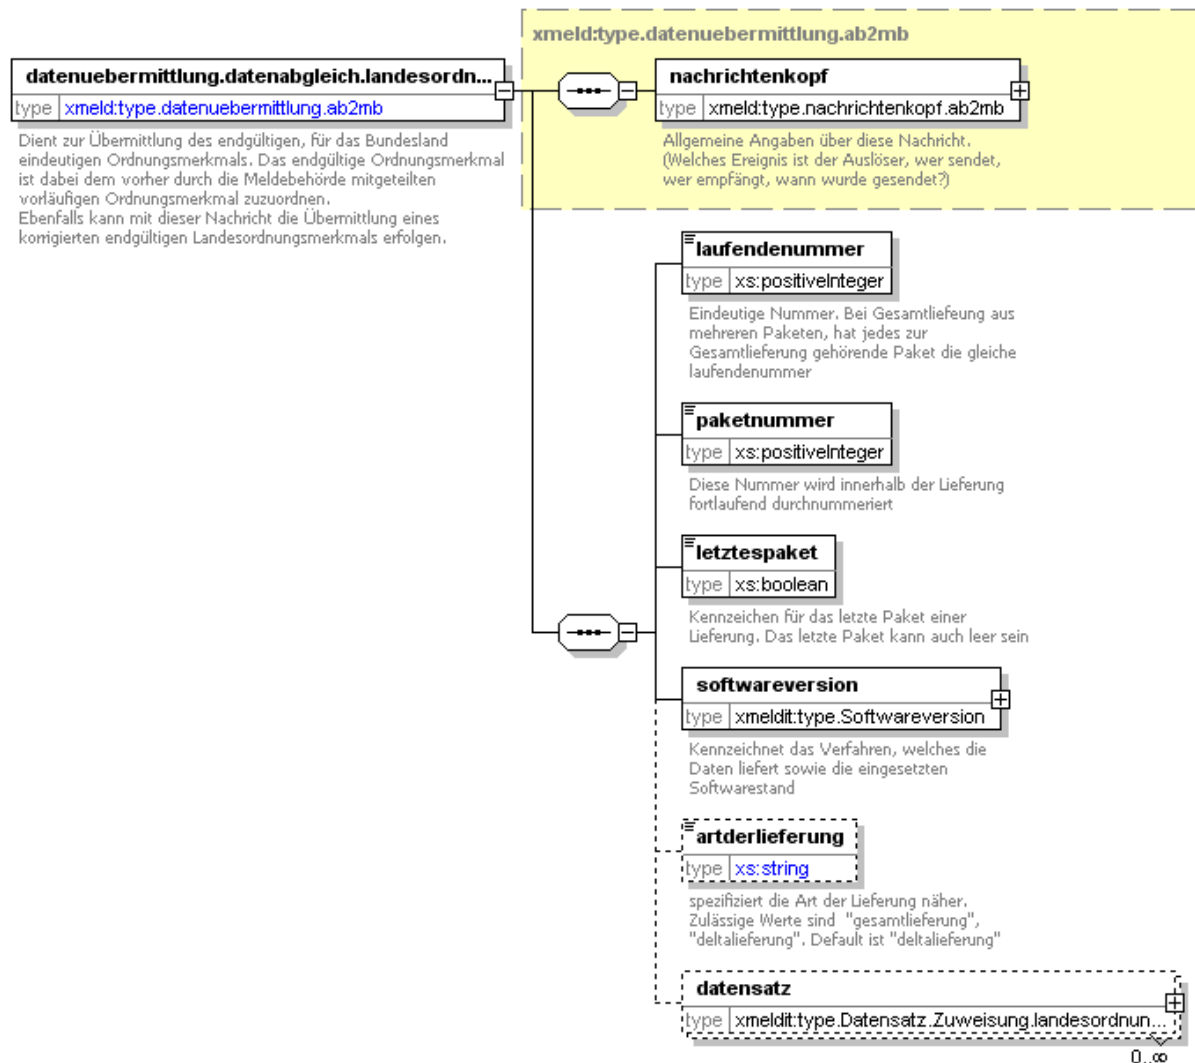 xmeld:type.datenuebermittlung.ab2mb
datenuebermittlung.datenabgleich.landesordn...
type xmeld:type.datenuebermittlung.ab2mb
Dient zur Übermittlung des endgültigen, für das Bundesland
eindeutigen Ordnungsmerkmals. Das endgültige Ordnungsmerkmal
ist dabei dem vorher durch die Meldebehörde mitgeteilten
vorläufigen Ordnungsmerkmal zuzuordnen.
Ebenfalls kann mit dieser Nachricht die Übermittlung eines
korrigierten endgültigen Landesordnungsmerkmals erfolgen.
nachrichtenkopf
type xmeld:type.nachrichtenkopf.ab2mb
Allgemeine Angaben über diese Nachricht.
(Welches Ereignis ist der Auslöser, wer sendet,
wer empfängt, wann wurde gesendet?)
laufendenummer
type xs:positiveInteger
Eindeutige Nummer. Bei Gesamtliefeung aus
mehreren Paketen, hat jedes zur
Gesamtlieferung gehörende Paket die gleiche
laufendenummer
paketnummer
type xs:positiveInteger
Diese Nummer wird innerhalb der Lieferung
fortlaufend durchnummeriert
letztespaket
type xs:boolean
Kennzeichen für das letzte Paket einer
Lieferung. Das letzte Paket kann auch leer sein
softwareversion
type xmeldit:type.Softwareversion
Kennzeichnet das Verfahren, welches die
Daten liefert sowie die eingesetzten
Softwarestand
artderlieferung
type xs:string
spezifiziert die Art der Lieferung näher.
Zulässige Werte sind "gesamtlieferung",
"deltalieferung". Default ist "deltalieferung"
datensatz
type xmeldit:type.Datensatz.Zuweisung.landesordnun...
0..∞